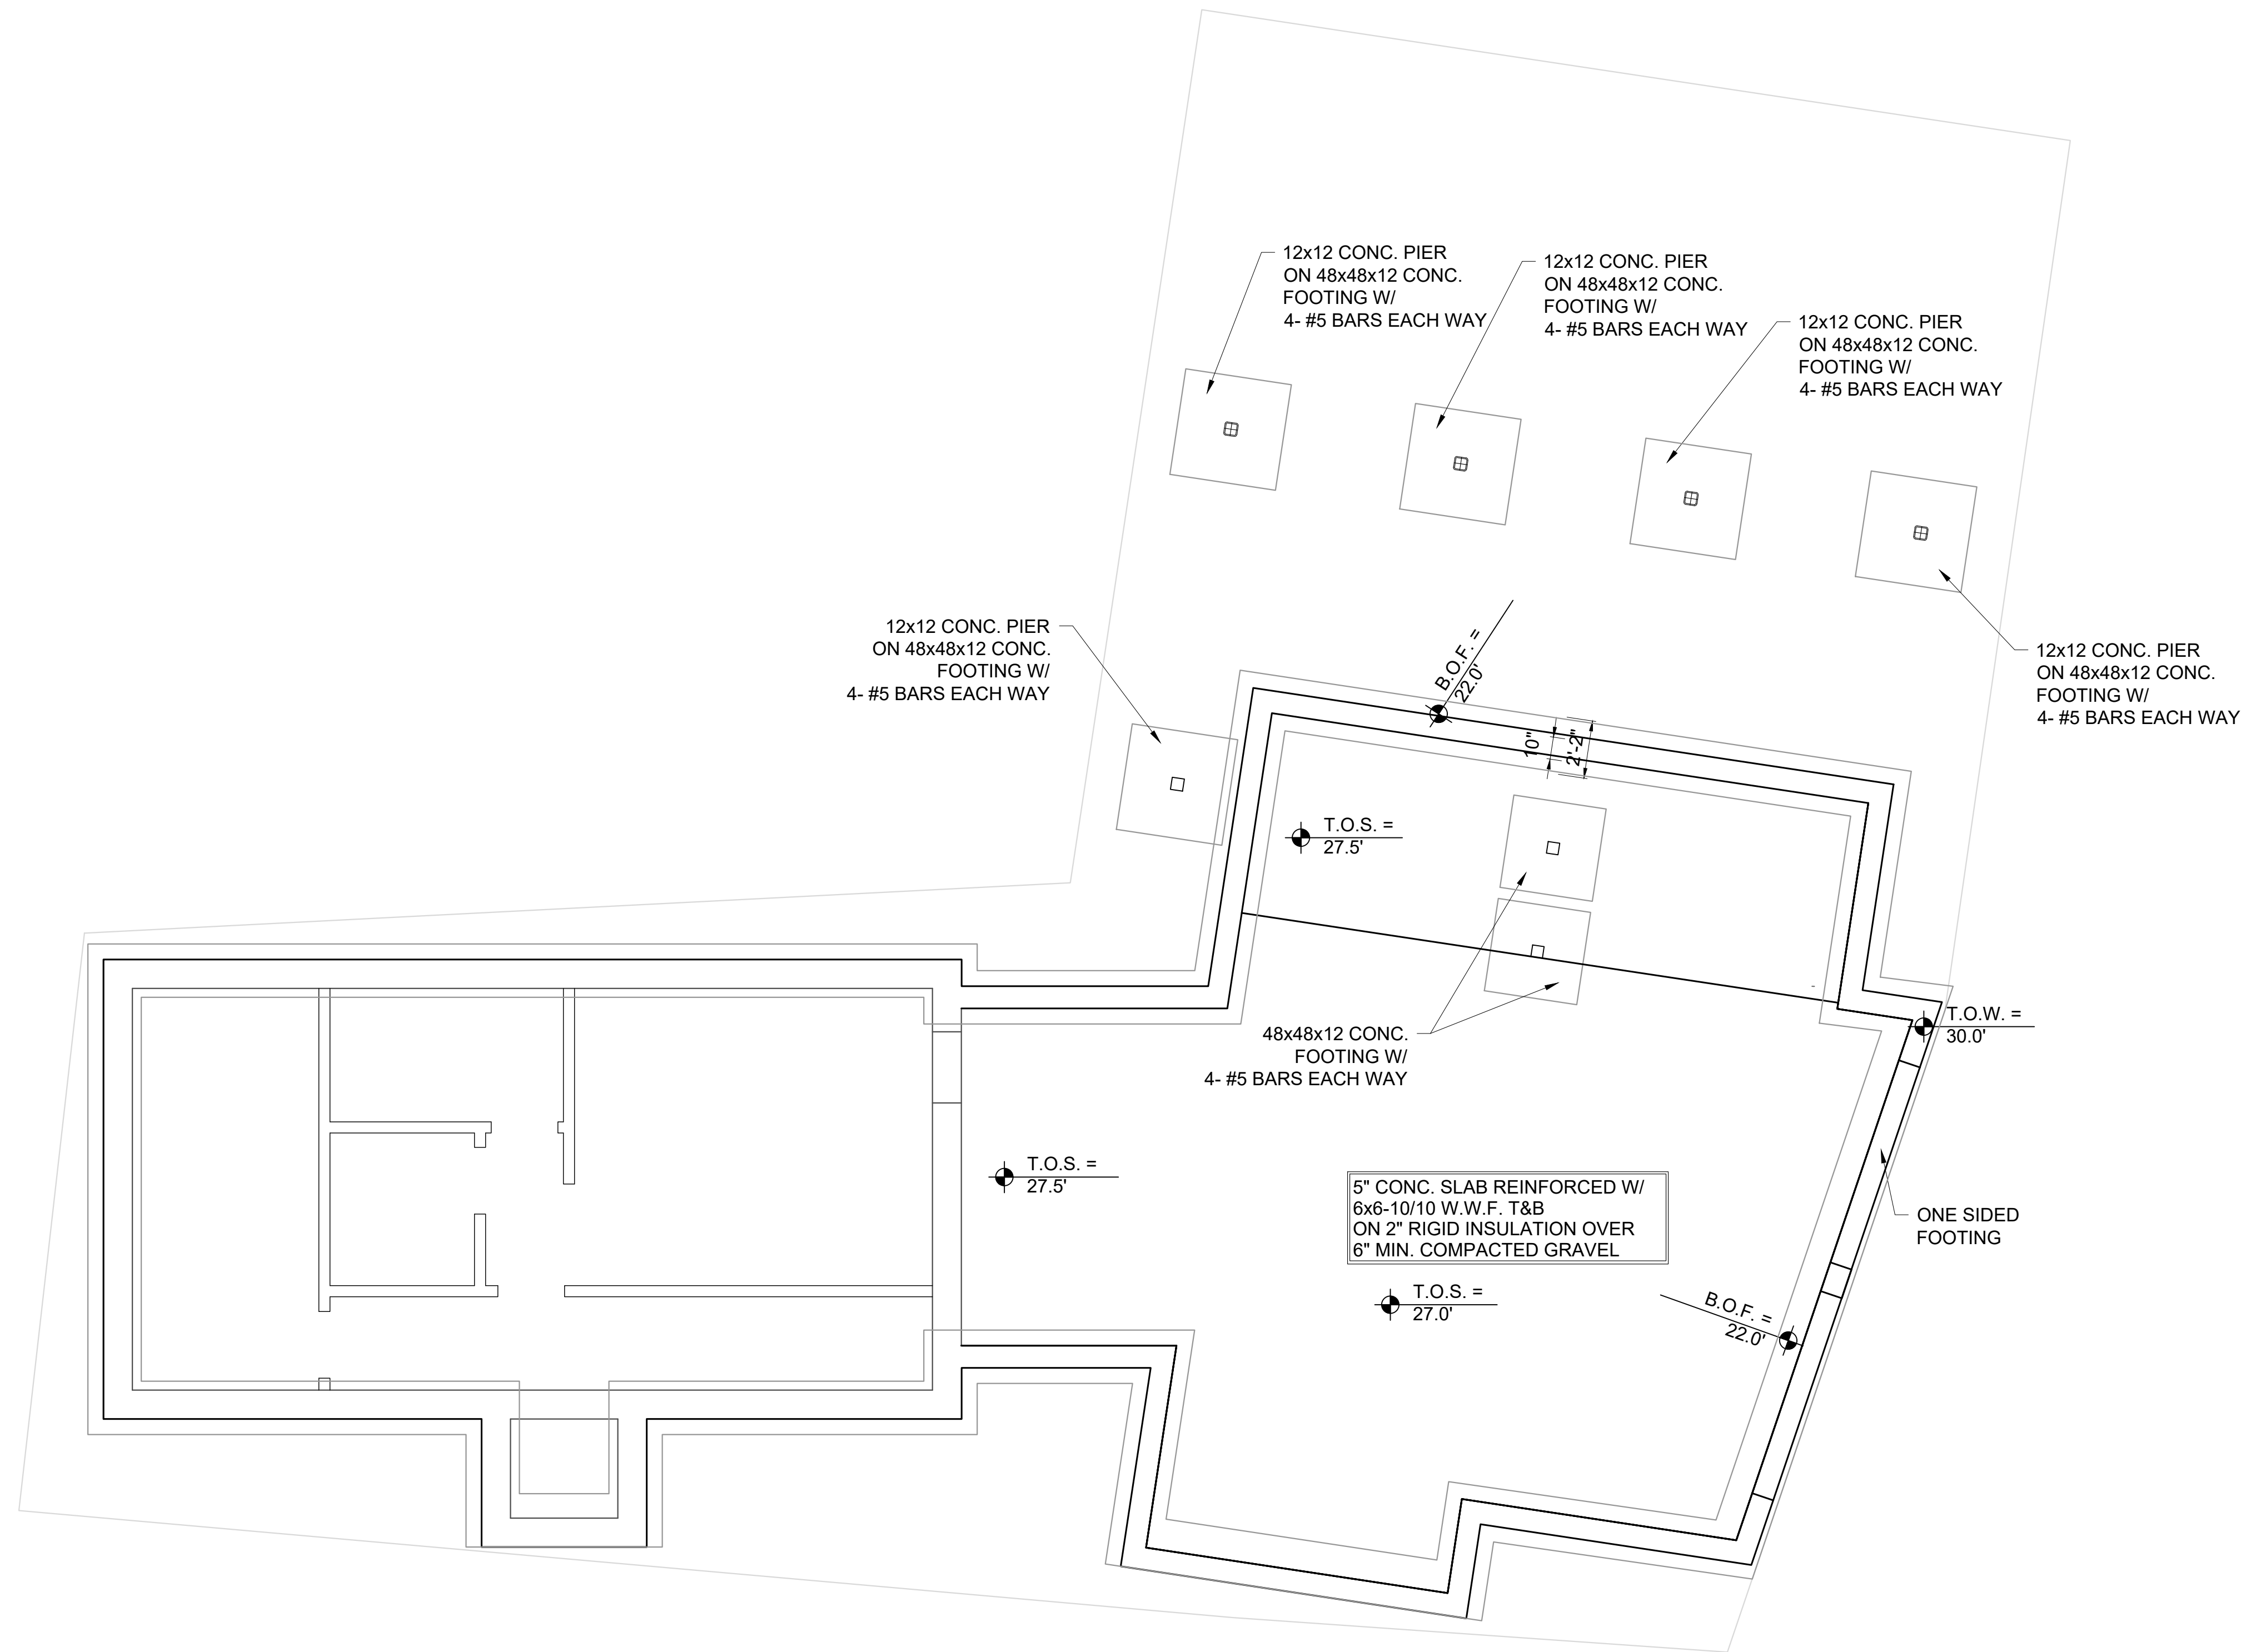 12x12 CONC. PIER
ON 48x48x12 CONC.
FOOTING W/
4- #5 BARS EACH WAY
12x12 CONC. PIER
ON 48x48x12 CONC.
FOOTING W/
4- #5 BARS EACH WAY
12x12 CONC. PIER
ON 48x48x12 CONC.
FOOTING W/
4- #5 BARS EACH WAY
12x12 CONC. PIER
ON 48x48x12 CONC.
FOOTING W/
4- #5 BARS EACH WAY
12x12 CONC. PIER
ON 48x48x12 CONC.
FOOTING W/
4- #5 BARS EACH WAY
B.O.F. =
22.0'
10"
2'-2"
T.O.S. =
27.5'
T.O.W. =
30.0'
48x48x12 CONC.
FOOTING W/
4- #5 BARS EACH WAY
T.O.S. =
27.5'
5" CONC. SLAB REINFORCED W/
6x6-10/10 W.W.F. T&B
ON 2" RIGID INSULATION OVER
6" MIN. COMPACTED GRAVEL
ONE SIDED
FOOTING
T.O.S. =
27.0'
B.O.F. =
22.0'